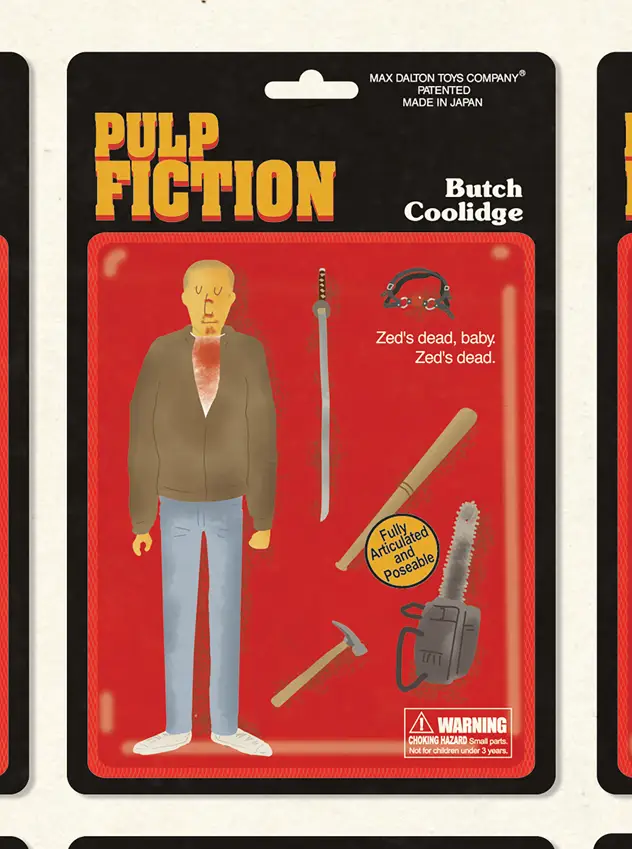 MAX DALTON TOYS COMPANY®
PATENTED
MADE IN JAPAN
PULP
FICTION
Butch
Coolidge
Zed's dead, baby.
Zed's dead.
Fully
Articulated
and
Poseable
WARNING
CHOKING HAZARD Small parts.
Not for children under 3 years.